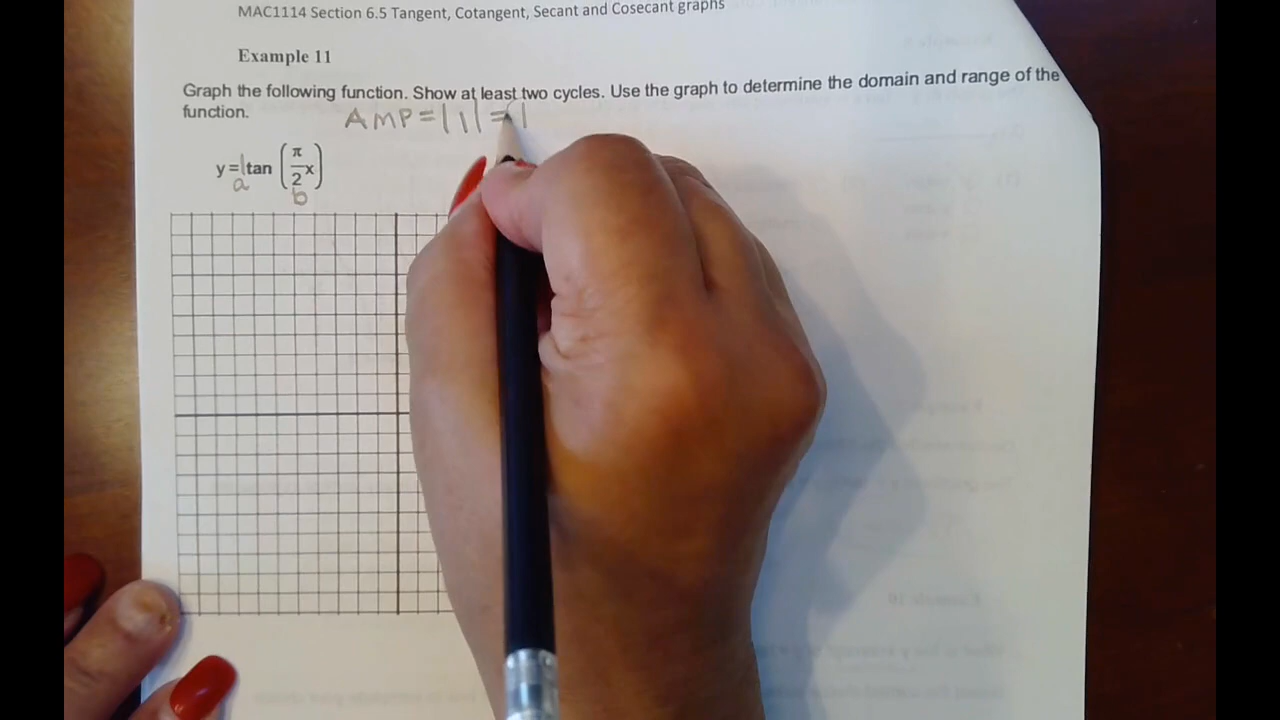 MAC1114 Section 6.5 Tangent, Cotangent, Secant and Cosecant graphs
Example 11
Graph the following function. Show at least two cycles. Use the graph to determine the domain and range of the
function.
AMP = |1| = 1
y = 1tan (π/2 x)
a b